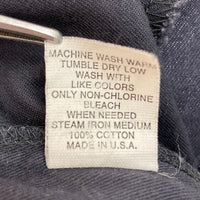 MACHINE WASH WARM
TUMBLE DRY LOW
WASH WITH
LIKE COLORS
ONLY NON-CHLORINE
BLEACH
WHEN NEEDED
STEAM IRON MEDIUM
100% COTTON
MADE IN U.S.A.